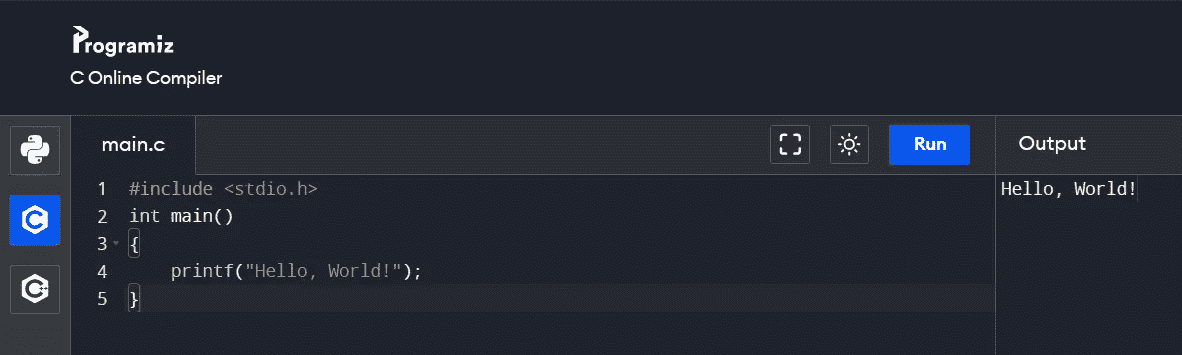 Programiz
C Online Compiler
main.c
Run
Output
1 #include <stdio.h>
2 int main()
3 {
4     printf("Hello, World!");
5 }
Hello, World!